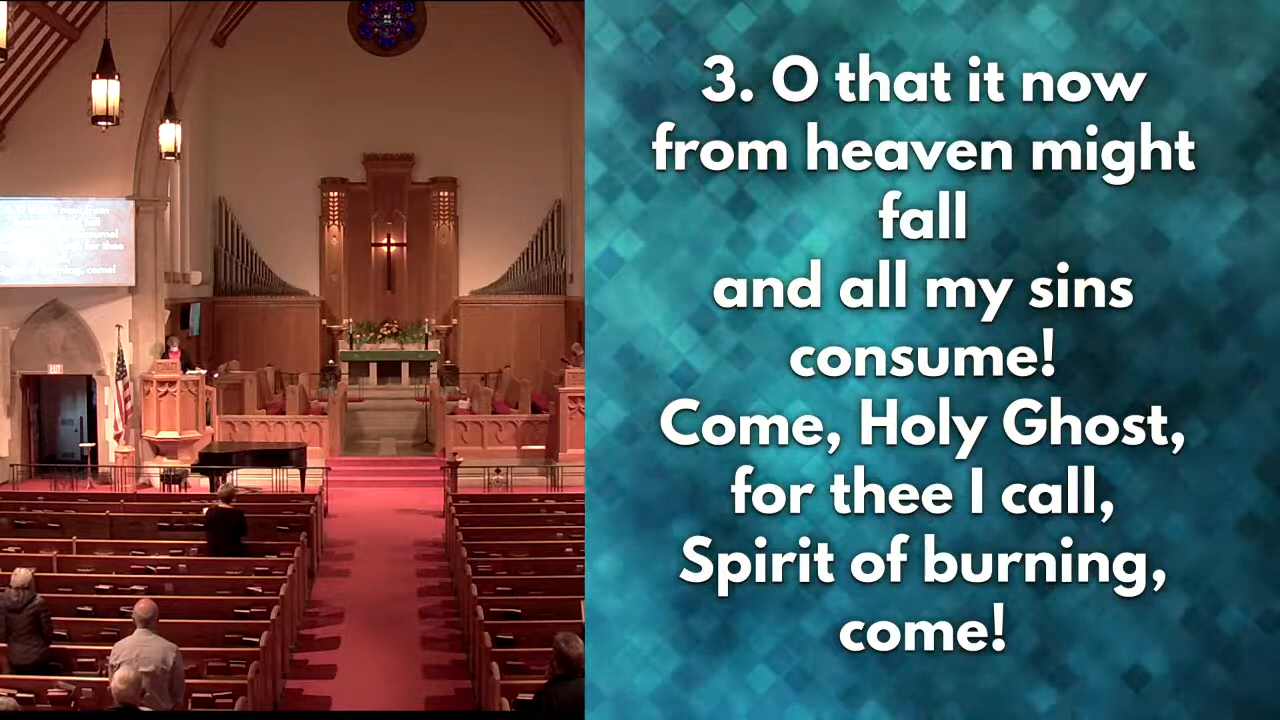 3. O that it now
from heaven might
fall
and all my sins
consume!
Come, Holy Ghost,
for thee I call,
Spirit of burning,
come!
EXIT